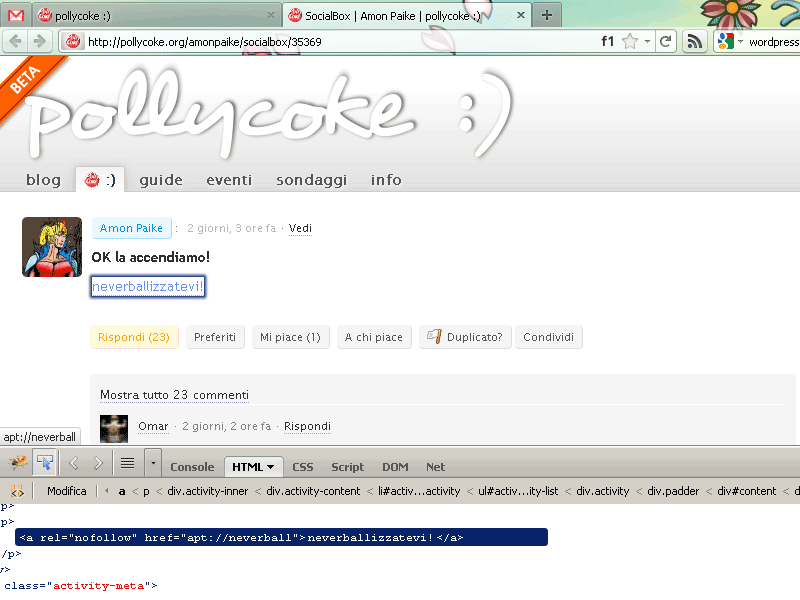 pollycoke :)
SocialBox | Amon Paike | pollycoke :)
http://pollycoke.org/amonpaike/socialbox/35369
f1
wordpress
BETA
pollycoke :)
blog :) guide eventi sondaggi info
Amon Paike : 2 giorni, 3 ore fa · Vedi
OK la accendiamo!
neverballizzatevi!
Rispondi (23) Preferiti Mi piace (1) A chi piace Duplicato? Condividi
Mostra tutto 23 commenti
Omar · 2 giorni, 2 ore fa · Rispondi
apt://neverball
Console HTML CSS Script DOM Net
Modifica a < p < div.activity-inner < div.activity-content < li#activ...activity < ul#activ...ity-list < div.activity < div.padder < div#content < d
p>
p>
<a rel="nofollow" href="apt://neverball">neverballizzatevi!</a>
/p>
v>
class="activity-meta">